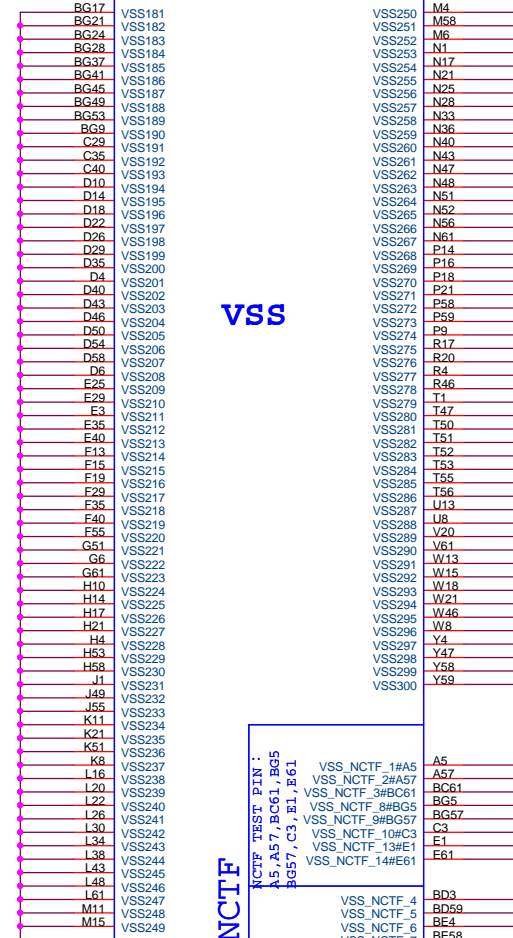 BG17 VSS181
BG21 VSS182
BG24 VSS183
BG28 VSS184
BG37 VSS185
BG41 VSS186
BG45 VSS187
BG49 VSS188
BG53 VSS189
BG9 VSS190
C29 VSS191
C35 VSS192
C40 VSS193
D10 VSS194
D14 VSS195
D18 VSS196
D22 VSS197
D26 VSS198
D29 VSS199
D35 VSS200
D4 VSS201
D40 VSS202
D43 VSS203
D46 VSS204
D50 VSS205
D54 VSS206
D58 VSS207
D6 VSS208
E25 VSS209
E29 VSS210
E3 VSS211
E35 VSS212
E40 VSS213
F13 VSS214
F15 VSS215
F19 VSS216
F29 VSS217
F35 VSS218
F40 VSS219
F55 VSS220
G51 VSS221
G6 VSS222
G61 VSS223
H10 VSS224
H14 VSS225
H17 VSS226
H21 VSS227
H4 VSS228
H53 VSS229
H58 VSS230
J1 VSS231
J49 VSS232
J55 VSS233
K11 VSS234
K21 VSS235
K51 VSS236
K8 VSS237
L16 VSS238
L20 VSS239
L22 VSS240
L26 VSS241
L30 VSS242
L34 VSS243
L38 VSS244
L43 VSS245
L48 VSS246
L61 VSS247
M11 VSS248
M15 VSS249
VSS
VSS250 M4
VSS251 M58
VSS252 M6
VSS253 N1
VSS254 N17
VSS255 N21
VSS256 N25
VSS257 N28
VSS258 N33
VSS259 N36
VSS260 N40
VSS261 N43
VSS262 N47
VSS263 N48
VSS264 N51
VSS265 N52
VSS266 N56
VSS267 N61
VSS268 P14
VSS269 P16
VSS270 P18
VSS271 P21
VSS272 P58
VSS273 P59
VSS274 P9
VSS275 R17
VSS276 R20
VSS277 R4
VSS278 R46
VSS279 T1
VSS280 T47
VSS281 T50
VSS282 T51
VSS283 T52
VSS284 T53
VSS285 T55
VSS286 T56
VSS287 U13
VSS288 U8
VSS289 V20
VSS290 V61
VSS291 W13
VSS292 W15
VSS293 W18
VSS294 W21
VSS295 W46
VSS296 W8
VSS297 Y4
VSS298 Y47
VSS299 Y58
VSS300 Y59
NCTF
NCTF TEST PIN:
A5,A57,BC61,BG5
BG57,C3,E1,E61
VSS_NCTF_1#A5 A5
VSS_NCTF_2#A57 A57
VSS_NCTF_3#BC61 BC61
VSS_NCTF_8#BG5 BG5
VSS_NCTF_9#BG57 BG57
VSS_NCTF_10#C3 C3
VSS_NCTF_13#E1 E1
VSS_NCTF_14#E61 E61
VSS_NCTF_4 BD3
VSS_NCTF_5 BD59
VSS_NCTF_6 BE4
VSS_NCTF_7 BE58